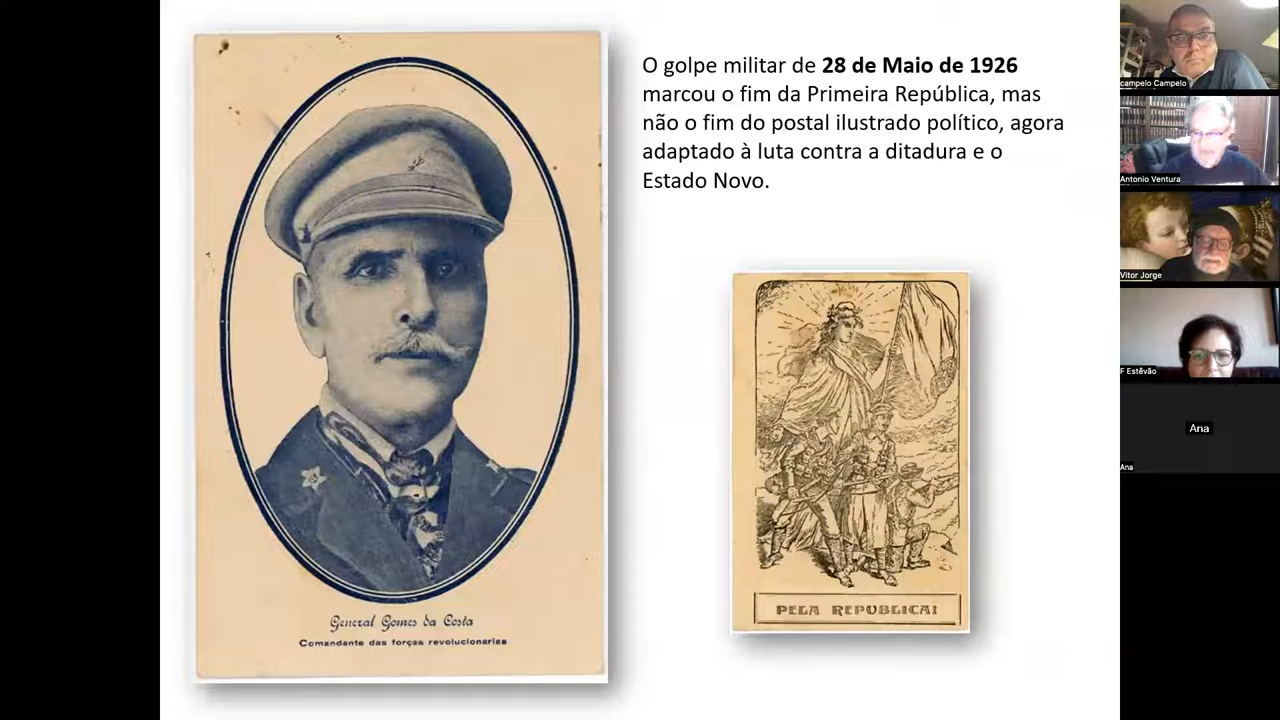 O golpe militar de 28 de Maio de 1926
marcou o fim da Primeira República, mas
não o fim do postal ilustrado político, agora
adaptado à luta contra a ditadura e o
Estado Novo.
General Gomes da Costa
Comandante das forças revolucionarias
PELA REPUBLICA!
campelo Campelo
Antonio Ventura
Vitor Jorge
F Estêvão
Ana
Ana